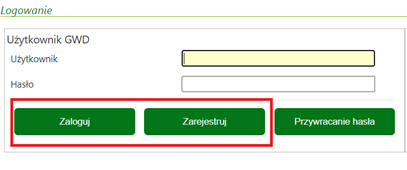 Logowanie
Użytkownik GWD
Użytkownik
Hasło
Zaloguj Zarejestruj Przywracanie hasła